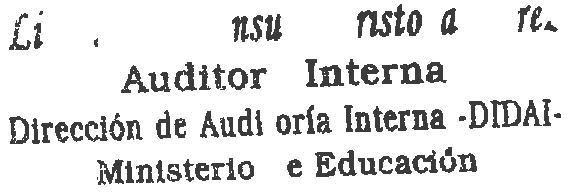 Auditor Interna
Dirección de Audi oría Interna -DIDAI-
Ministerio e Educación